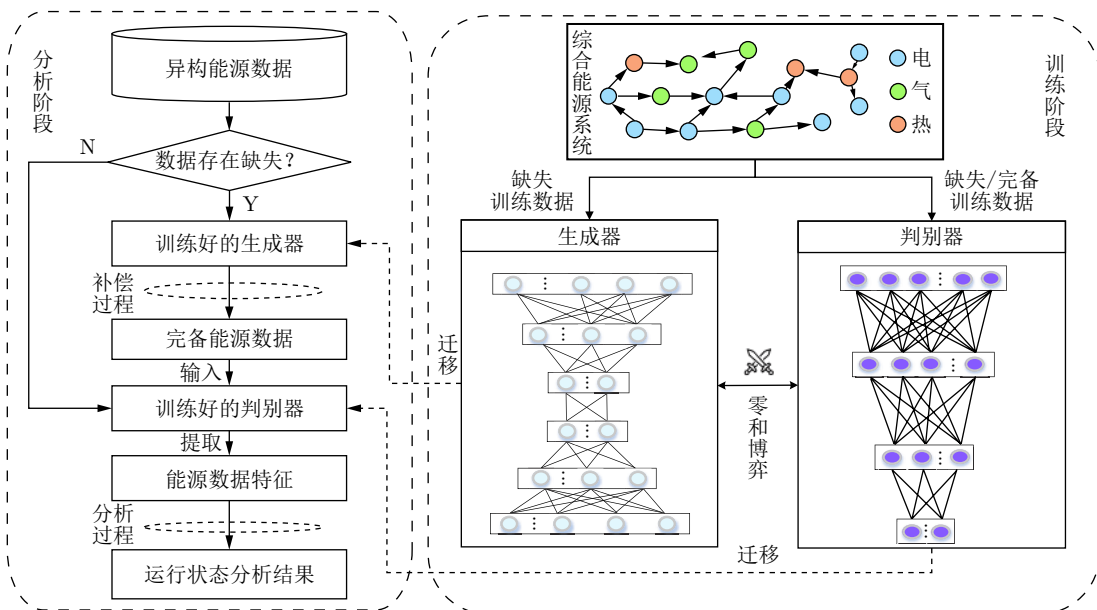 分析阶段
异构能源数据
数据存在缺失？
N
Y
训练好的生成器
补偿
过程
完备能源数据
输入
训练好的判别器
提取
能源数据特征
分析
过程
运行状态分析结果
训练阶段
综合能源系统
电
气
热
缺失
训练数据
缺失/完备
训练数据
生成器
判别器
迁移
零和博弈
迁移